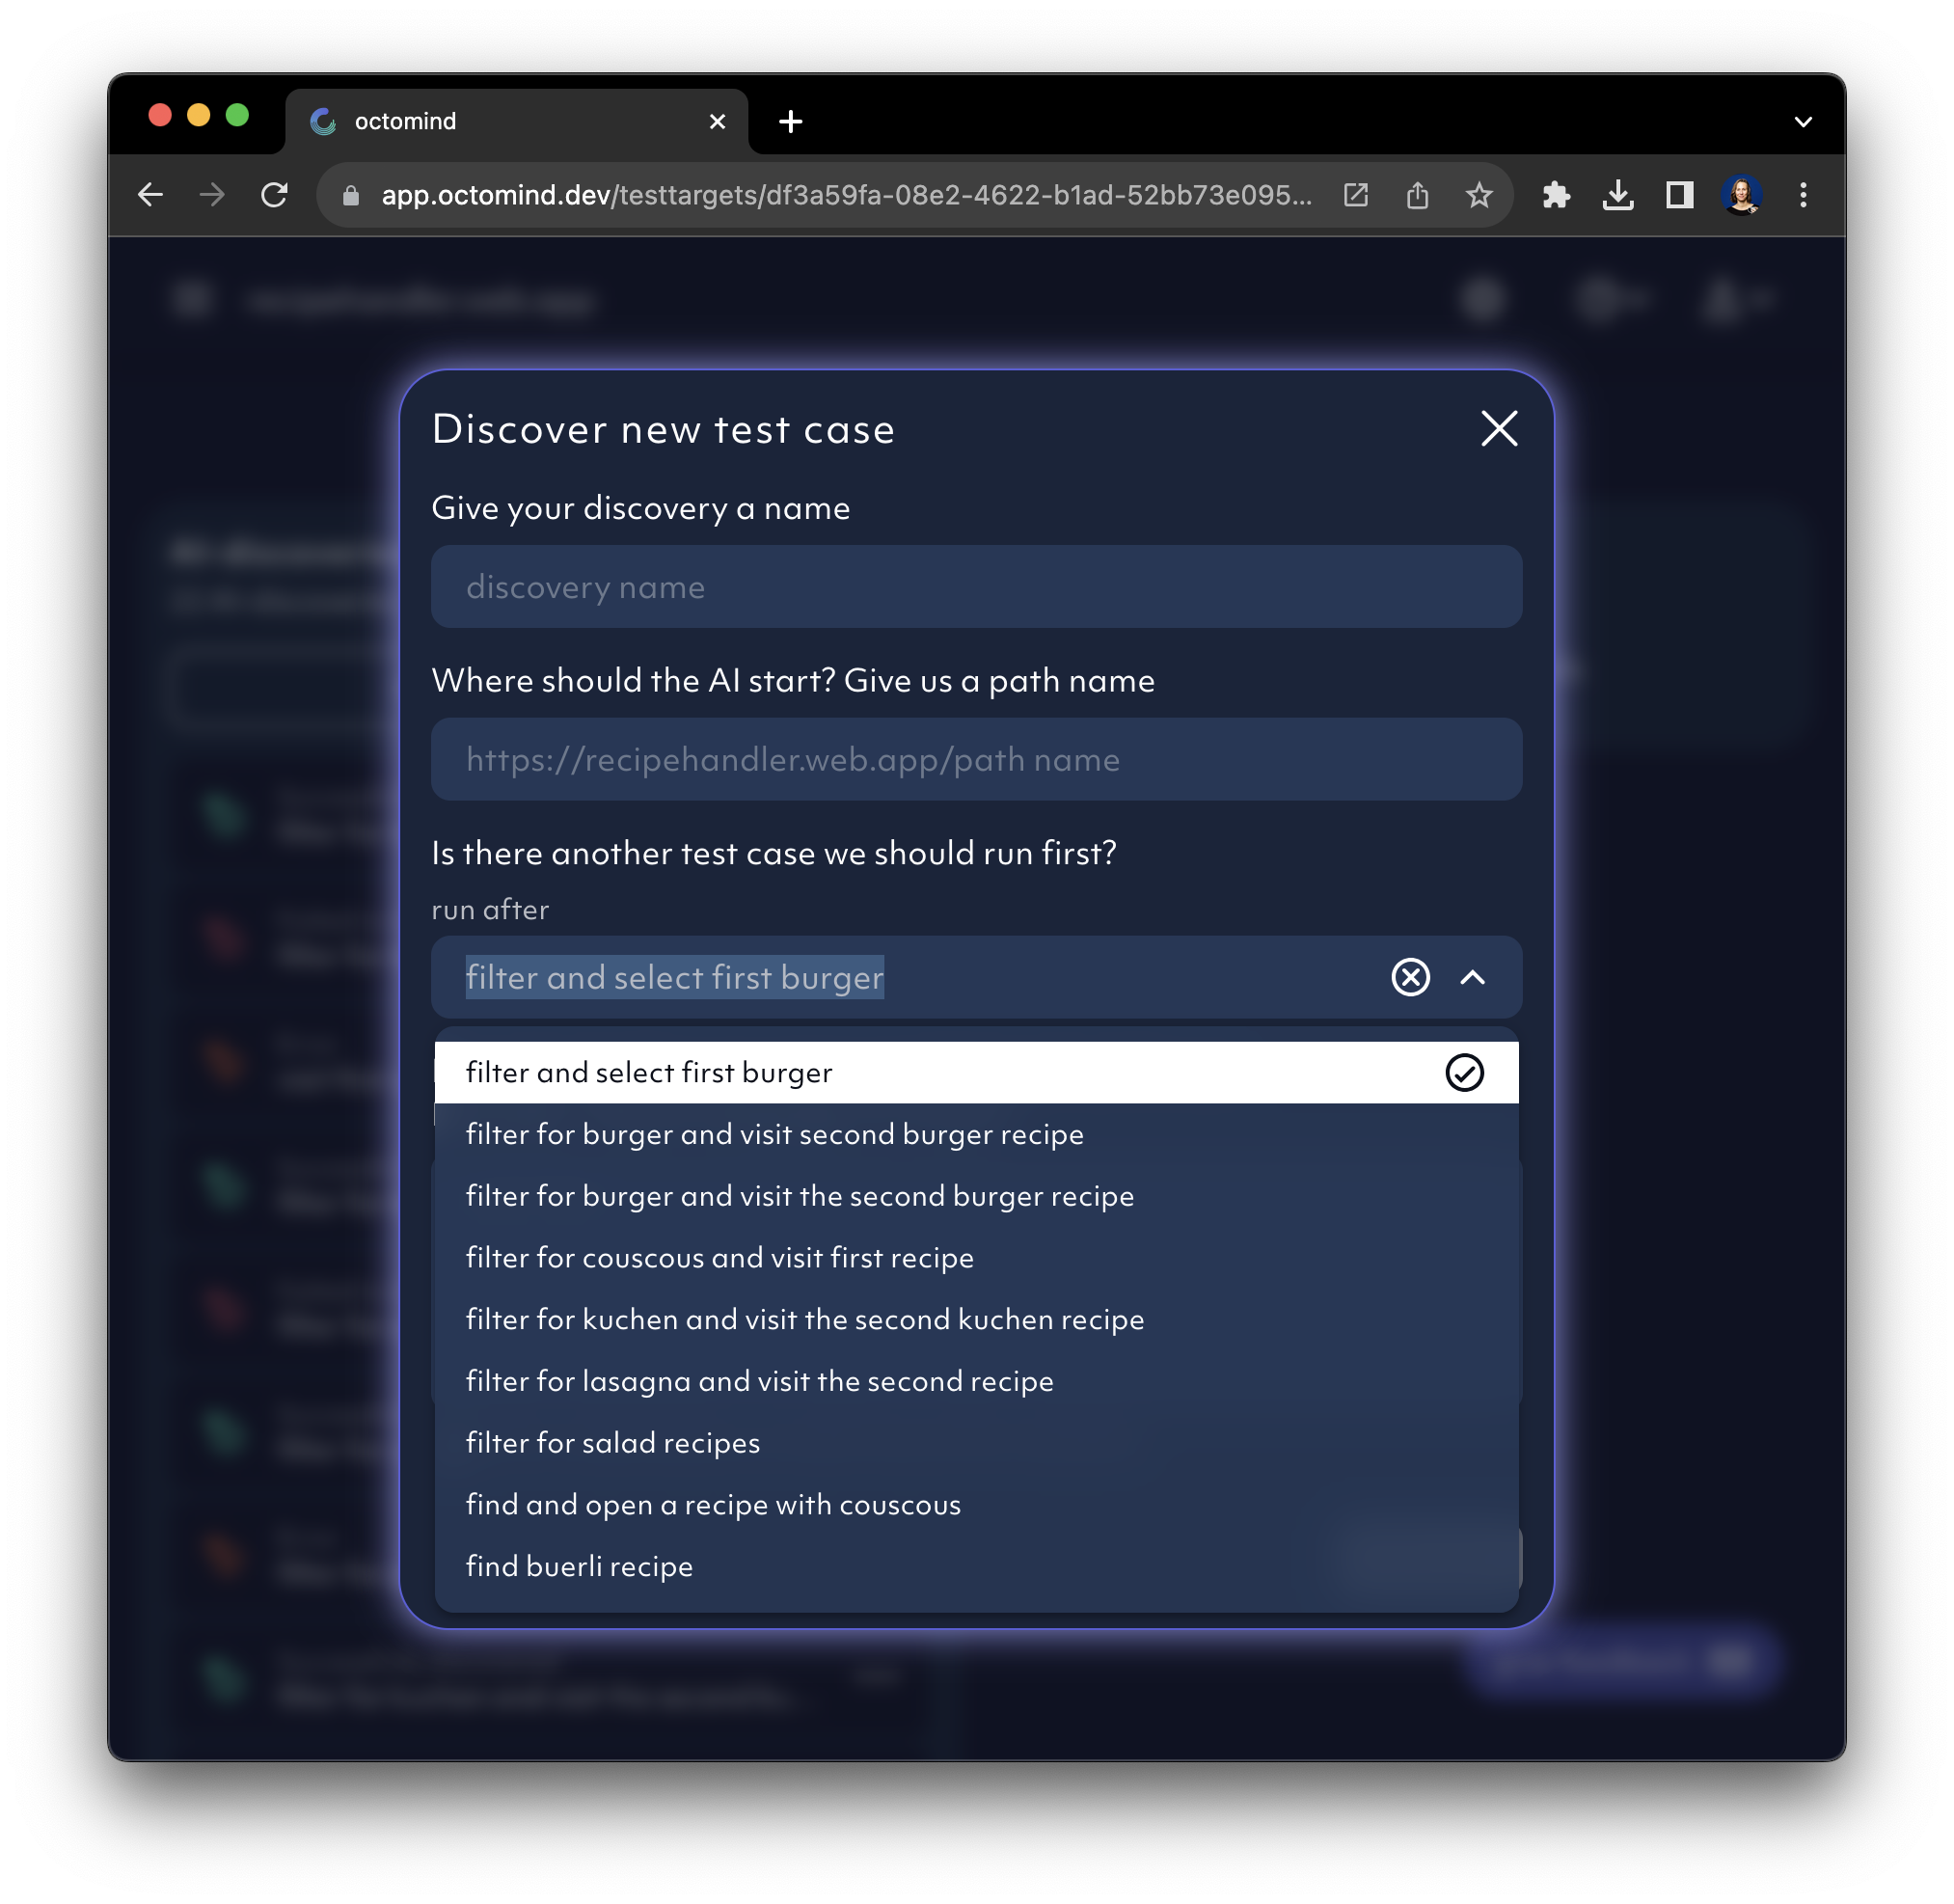 octomind
app.octomind.dev/testtargets/df3a59fa-08e2-4622-b1ad-52bb73e095...
Discover new test case
Give your discovery a name
discovery name
Where should the AI start? Give us a path name
https://recipehandler.web.app/path name
Is there another test case we should run first?
run after
filter and select first burger
filter and select first burger
filter for burger and visit second burger recipe
filter for burger and visit the second burger recipe
filter for couscous and visit first recipe
filter for kuchen and visit the second kuchen recipe
filter for lasagna and visit the second recipe
filter for salad recipes
find and open a recipe with couscous
find buerli recipe